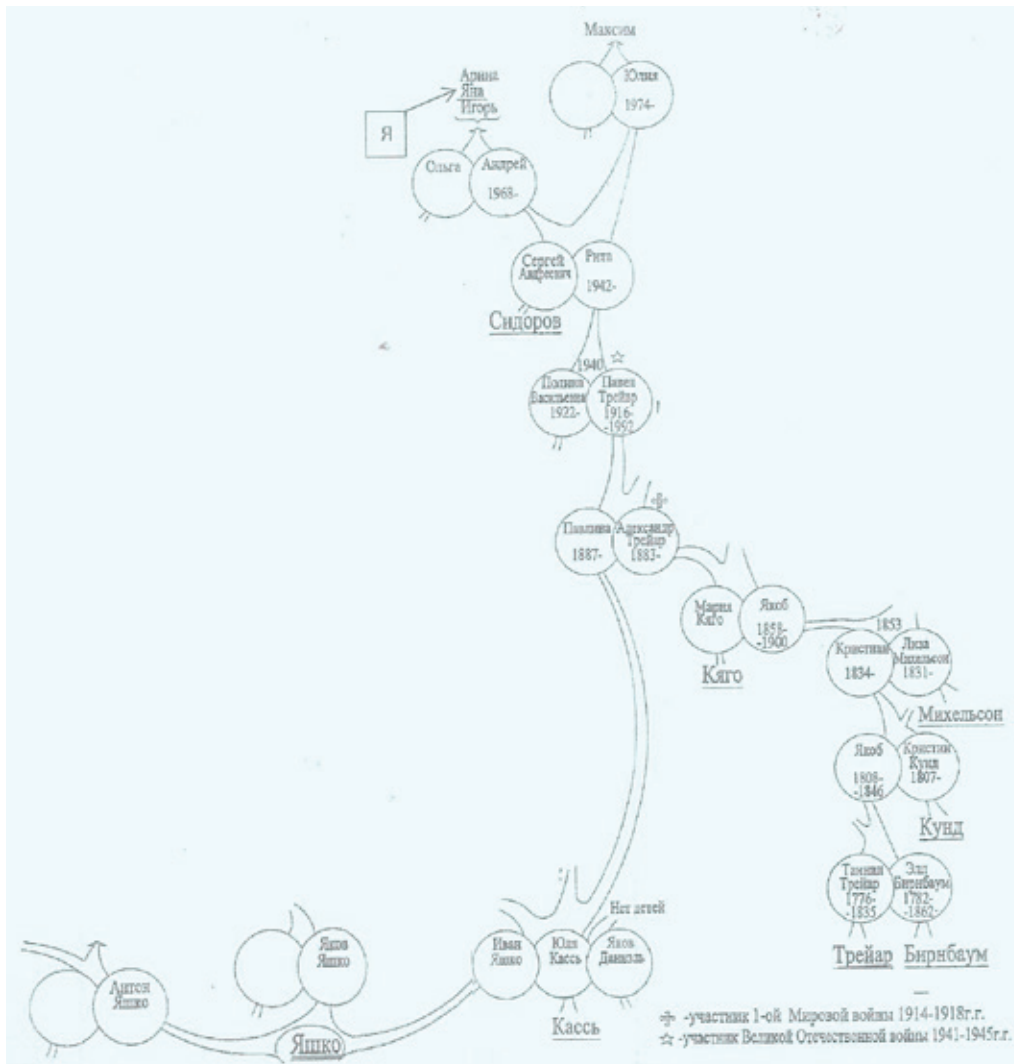 Максим
Юлия
1974-
Арина
Яна
Игорь
Я
Ольга
Андрей
1968-
Сергей
Андреевич
Рита
1942-
Сидоров
1940
Полина
Васильевна
1922-
Павел
Трейар
1916-
-1992
Павлина
1887-
Александр
Трейар
1883-
Мария
Кяго
Якоб
1858-
-1900
1853
Кристиан
1834-
Лиза
Михельсон
1831-
Кяго
Михельсон
Якоб
1808-
-1846
Кристин
Кунд
1807-
Кунд
Танил
Трейар
1776-
-1835
Элл
Бирнбаум
1782-
-1862-
Трейар
Бирнбаум
Нет детей
Антон
Яшко
Яков
Яшко
Иван
Яшко
Юля
Кассь
Яков
Даниэль
Яшко
Кассь
-участник 1-ой Мировой войны 1914-1918г.г.
-участник Великой Отечественной войны 1941-1945г.г.